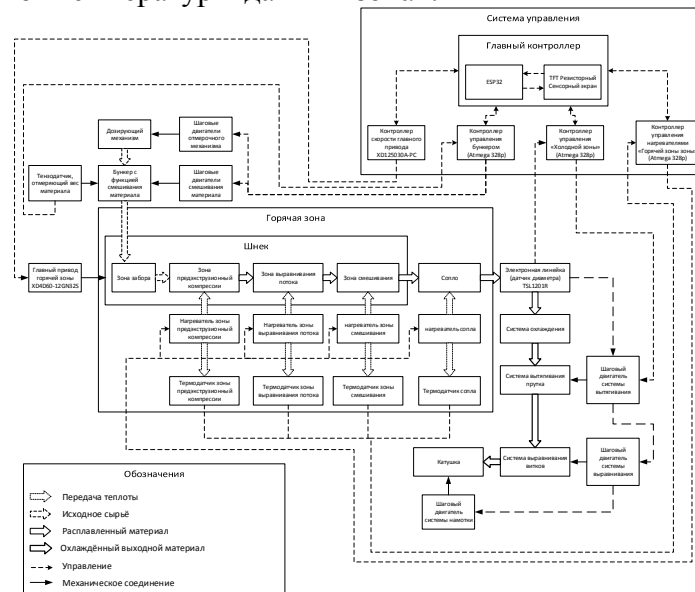 Система управления
Главный контроллер
ESP32
TFT Резисторный
Сенсорный экран
Контроллер
скорости главного
привода
XD125D30A-PC
Контроллер
управления
бункером
(Atmega 328p)
Контроллер
управления
«Холодной зоны»
(Atmega 328p)
Контроллер
управления
нагревателями
«Горячей зоны зоны»
(Atmega 328p)
Дозирующий
механизм
Шаговые
двигатели
отмерочного
механизма
Тензодатчик,
отмеряющий вес
материала
Бункер с
функцией
смешивания
материала
Шаговые
двигатели
смешивания
материала
Горячая зона
Шнек
Главный привод
горячей зоны
XD4D60-12GN32S
Зона забора
Зона
предэкструзионной
компрессии
Зона выравнивания
потока
Зона смешивания
Сопло
Электронная линейка
(датчик диаметра)
TSL1201R
Нагреватель зоны
предэкструзионной
компрессии
Нагреватель зоны
выравнивания потока
нагреватель зоны
смешивания
нагреватель сопла
Система охлаждения
Термодатчик зоны
предэкструзионной
компрессии
Термодатчик зоны
выравнивания потока
Термодатчик зоны
смешивания
Термодатчик сопла
Система вытягивания
прутка
Шаговый
двигатель
системы
вытягивания
Катушка
Система выравнивания
витков
Шаговый
двигатель
системы
выравнивания
Шаговый
двигатель
системы намотки
Обозначения
Передача теплоты
Исходное сырьё
Расплавленный материал
Охлаждённый выходной материал
Управление
Механическое соединение